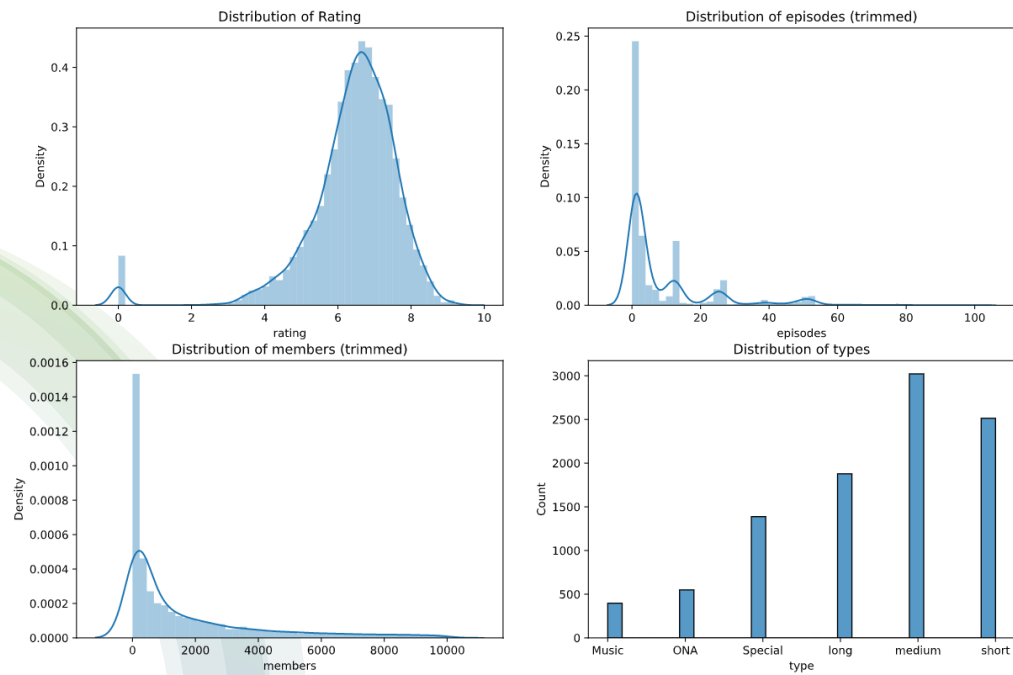 Distribution of Rating
Density
0.4
0.3
0.2
0.1
0.0
0 2 4 6 8 10
rating
Distribution of episodes (trimmed)
Density
0.25
0.20
0.15
0.10
0.05
0.00
0 20 40 60 80 100
episodes
Distribution of members (trimmed)
Density
0.0016
0.0014
0.0012
0.0010
0.0008
0.0006
0.0004
0.0002
0.0000
0 2000 4000 6000 8000 10000
members
Distribution of types
Count
3000
2500
2000
1500
1000
500
0
Music ONA Special long medium short
type